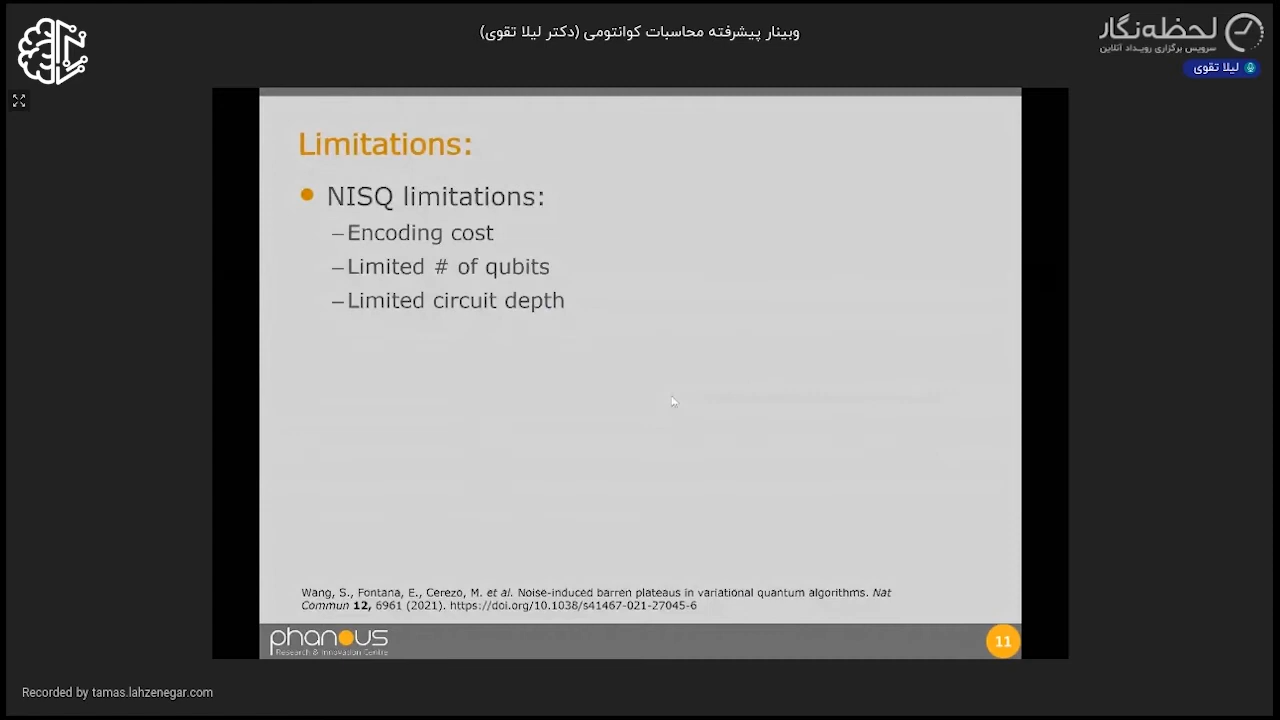 وبینار پیشرفته محاسبات کوانتومی (دکتر لیلا تقوی)
لحظه‌نگار
سرویس برگزاری رویداد آنلاین
لیلا تقوی
Limitations:
● NISQ limitations:
–Encoding cost
–Limited # of qubits
–Limited circuit depth
Wang, S., Fontana, E., Cerezo, M. et al. Noise-induced barren plateaus in variational quantum algorithms. Nat
Commun 12, 6961 (2021). https://doi.org/10.1038/s41467-021-27045-6
phanous
Research & Innovation Centre
11
Recorded by tamas.lahzenegar.com